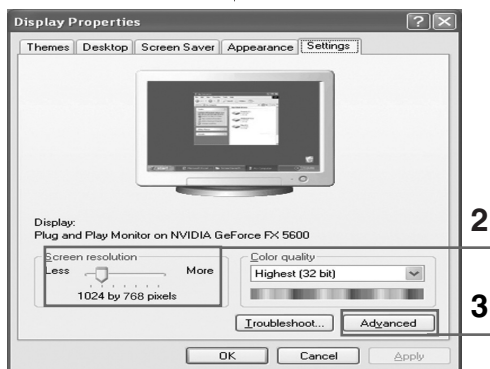 Display Properties
Themes Desktop Screen Saver Appearance Settings
Display:
Plug and Play Monitor on NVIDIA GeForce FX 5600
Screen resolution
Less More
1024 by 768 pixels
Color quality
Highest (32 bit)
2
Troubleshoot... Advanced
3
OK Cancel Apply